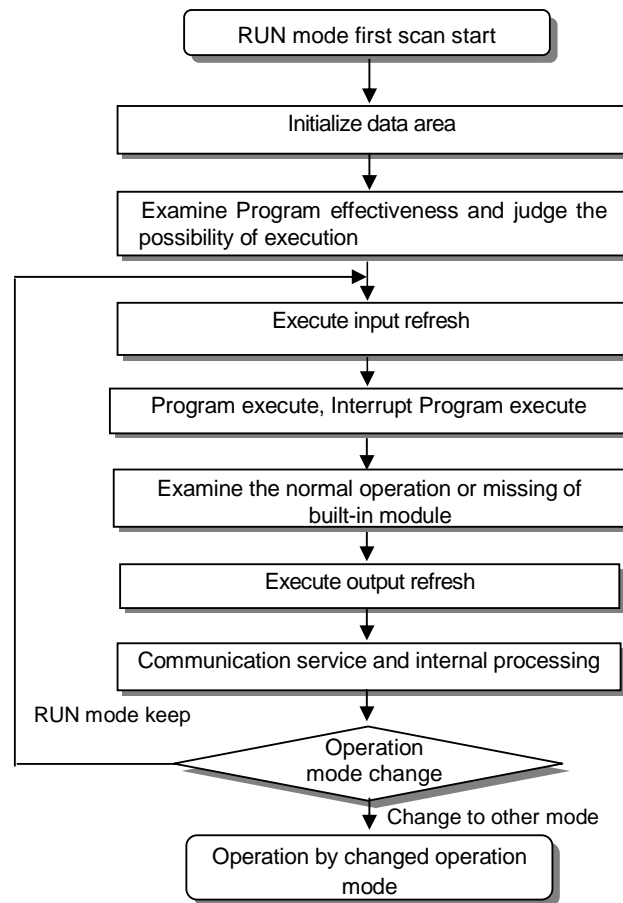 RUN mode first scan start
Initialize data area
Examine Program effectiveness and judge the
possibility of execution
Execute input refresh
Program execute, Interrupt Program execute
Examine the normal operation or missing of
built-in module
Execute output refresh
Communication service and internal processing
RUN mode keep
Operation
mode change
Change to other mode
Operation by changed operation
mode